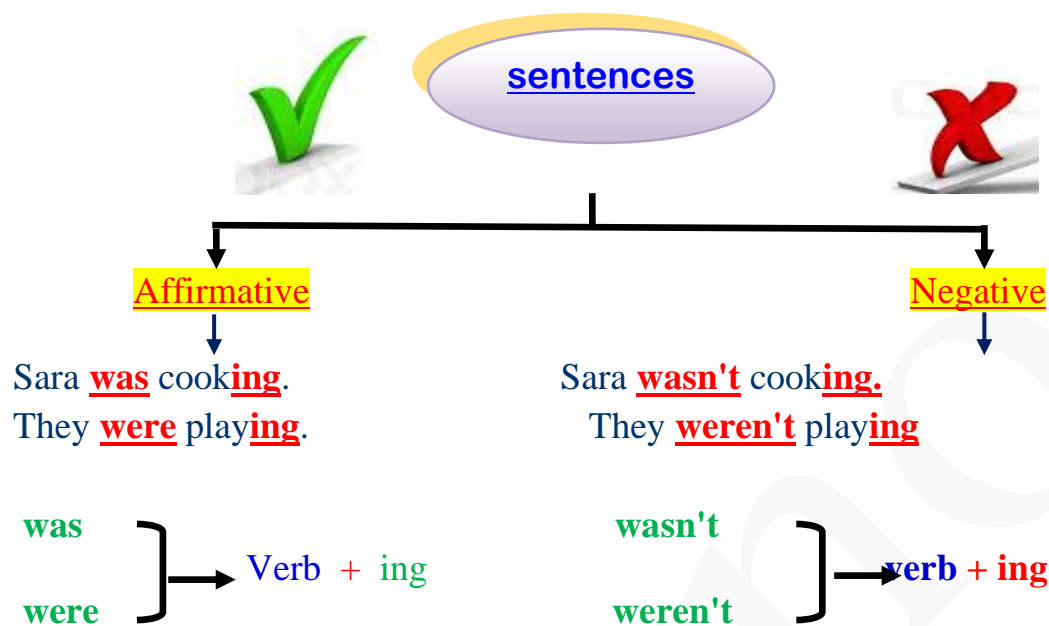 sentences
Affirmative
Negative
Sara was cooking.
Sara wasn't cooking.
They were playing.
They weren't playing
was
wasn't
Verb + ing
verb + ing
were
weren't